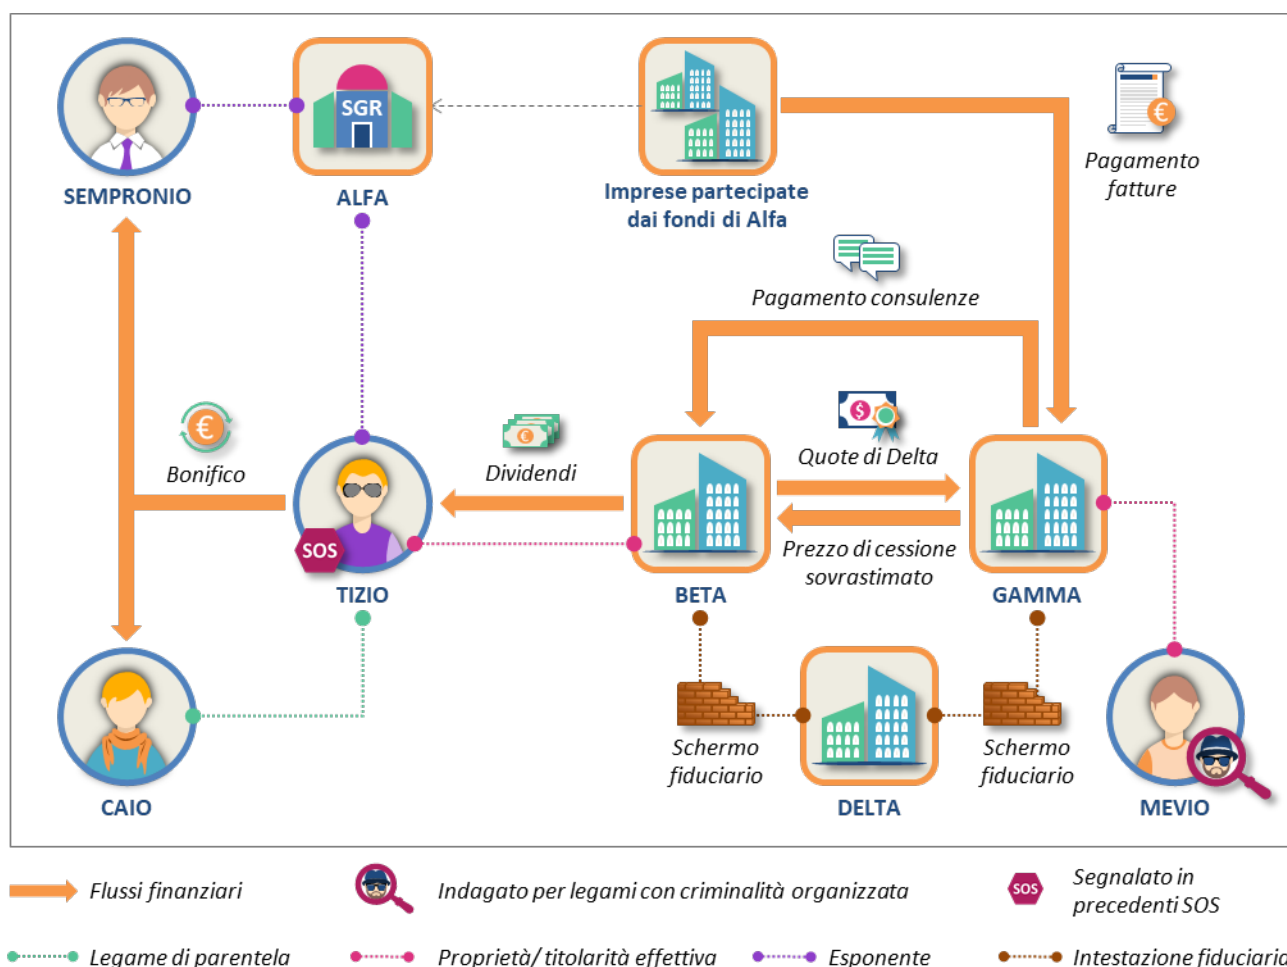 SGR
SEMPRONIO
ALFA
Imprese partecipate
dai fondi di Alfa
€
Pagamento
fatture
Pagamento consulenze
€
Bonifico
€
Dividendi
$
Quote di Delta
SOS
Prezzo di cessione
sovrastimato
TIZIO
BETA
GAMMA
Schermo
fiduciario
Schermo
fiduciario
CAIO
DELTA
MEVIO
Flussi finanziari
Indagato per legami con criminalità organizzata
SOS
Segnalato in
precedenti SOS
Legame di parentela
Proprietà/ titolarità effettiva
Esponente
Intestazione fiduciaria